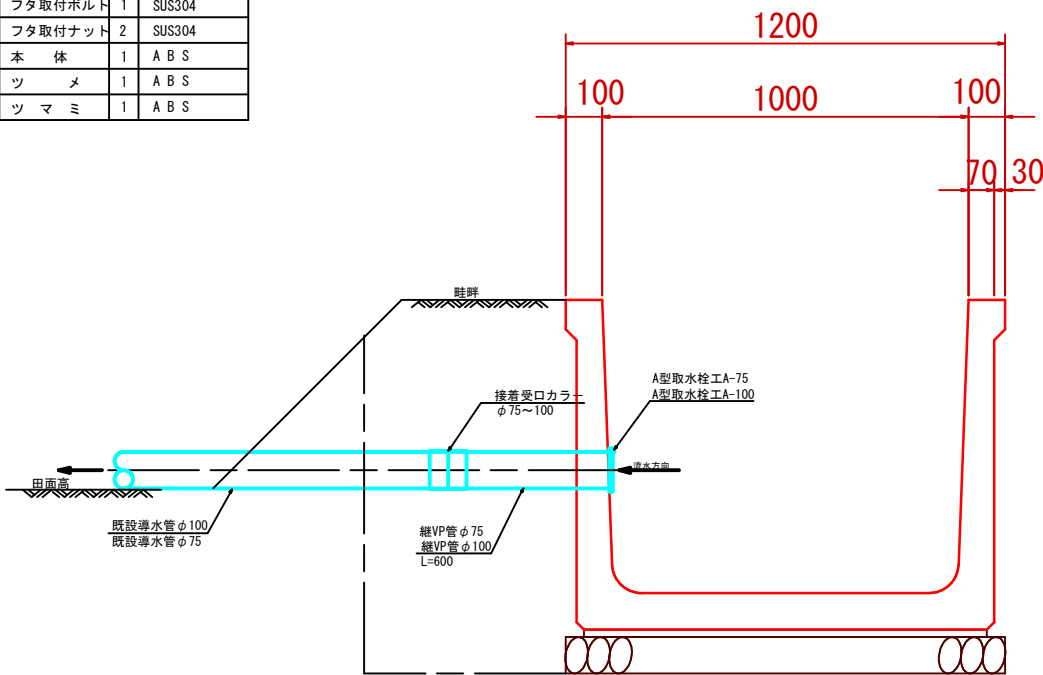 フタ取付ボルト 1 SUS304
フタ取付ナット 2 SUS304
本 体 1 A B S
ツ メ 1 A B S
ツ マ ミ 1 A B S
1200
100 1000 100
70 30
畦畔
接着受口カラー
φ75～100
A型取水栓工A-75
A型取水栓工A-100
流水方向
田面高
既設導水管φ100
既設導水管φ75
継VP管φ75
継VP管φ100
L=600